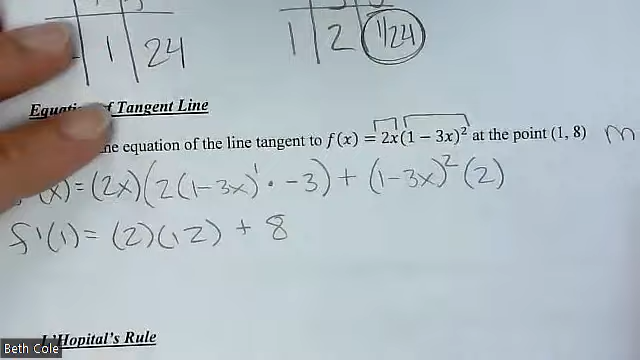 1 24
1 2 1/24
of Tangent Line
equation of the line tangent to f(x) = 2x(1 − 3x)² at the point (1, 8) m
(x) = (2x)(2(1-3x)¹ · -3) + (1-3x)²(2)
f'(1) = (2)(12) + 8
L'Hopital's Rule
Beth Cole